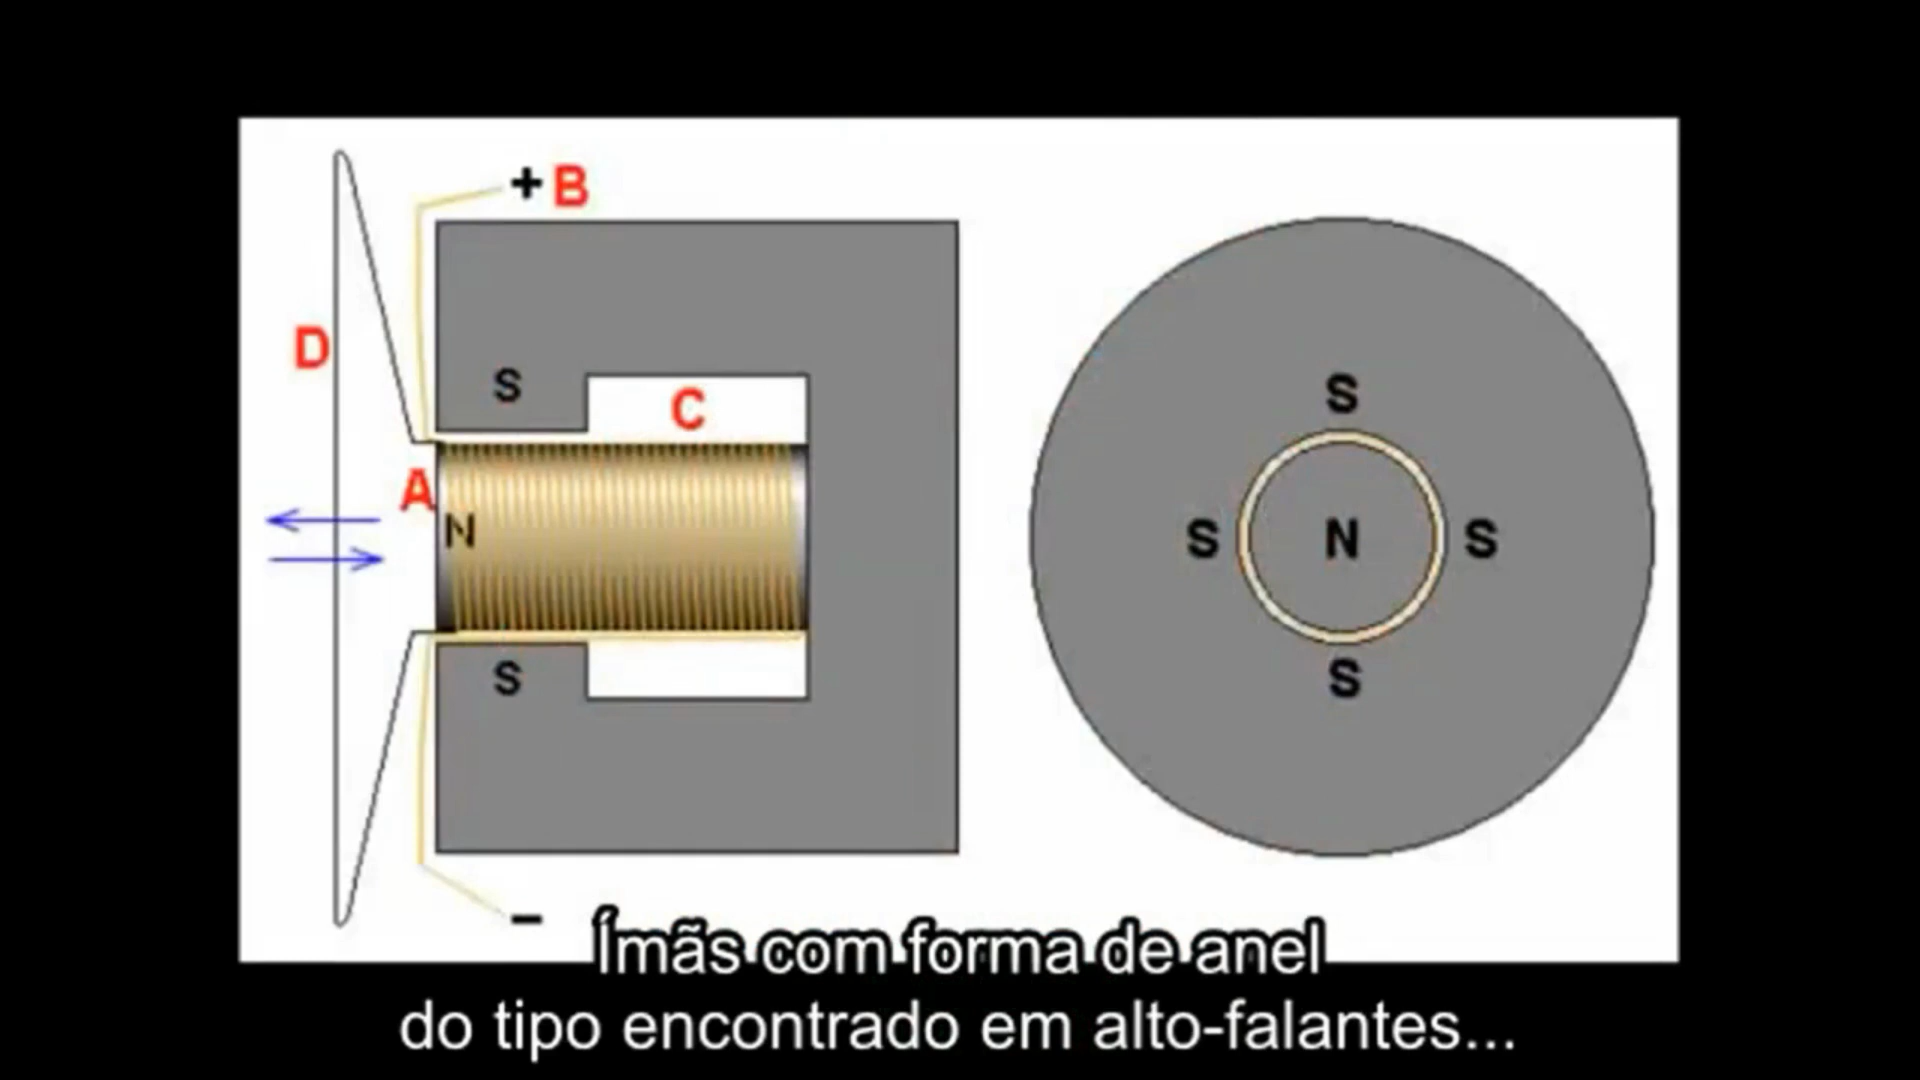 + B
D
S
C
A
N
S
−
S
S N S
S
Ímãs com forma de anel
do tipo encontrado em alto-falantes...